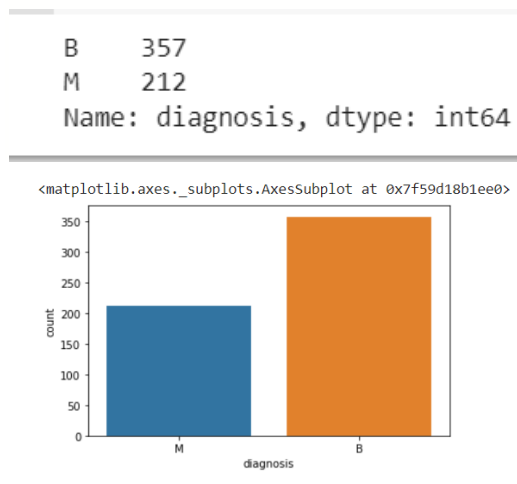 B 357
M 212
Name: diagnosis, dtype: int64
<matplotlib.axes._subplots.AxesSubplot at 0x7f59d18b1ee0>
350
300
250
200
150
100
50
0
count
M B
diagnosis